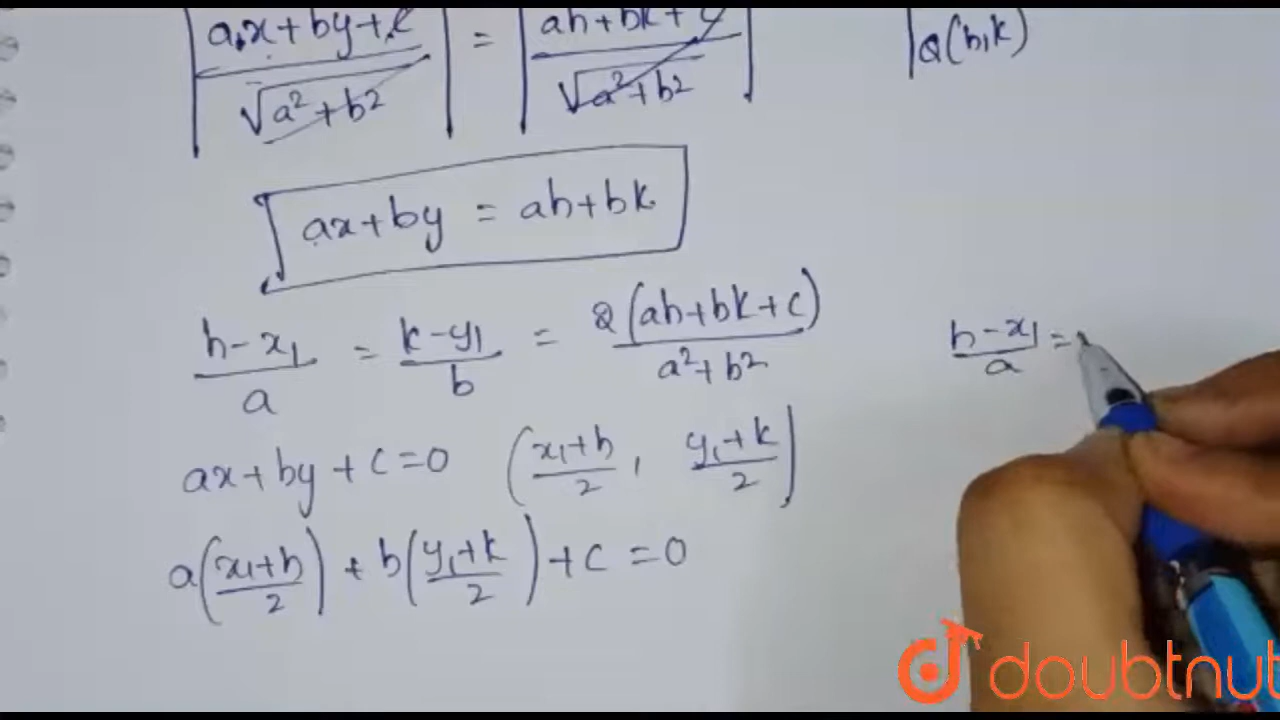 |a.x+by+c / √a²+b²| = |ah+bk+c / √a²+b²|
Q(h,k)
ax+by = ah+bk
h-x₁/a = k-y₁/b = 2(ah+bk+c)/a²+b²
h-x₁/a =
ax+by+c=0 (x₁+h/2, y₁+k/2)
a(x₁+h/2) + b(y₁+k/2) + c = 0
doubtnut